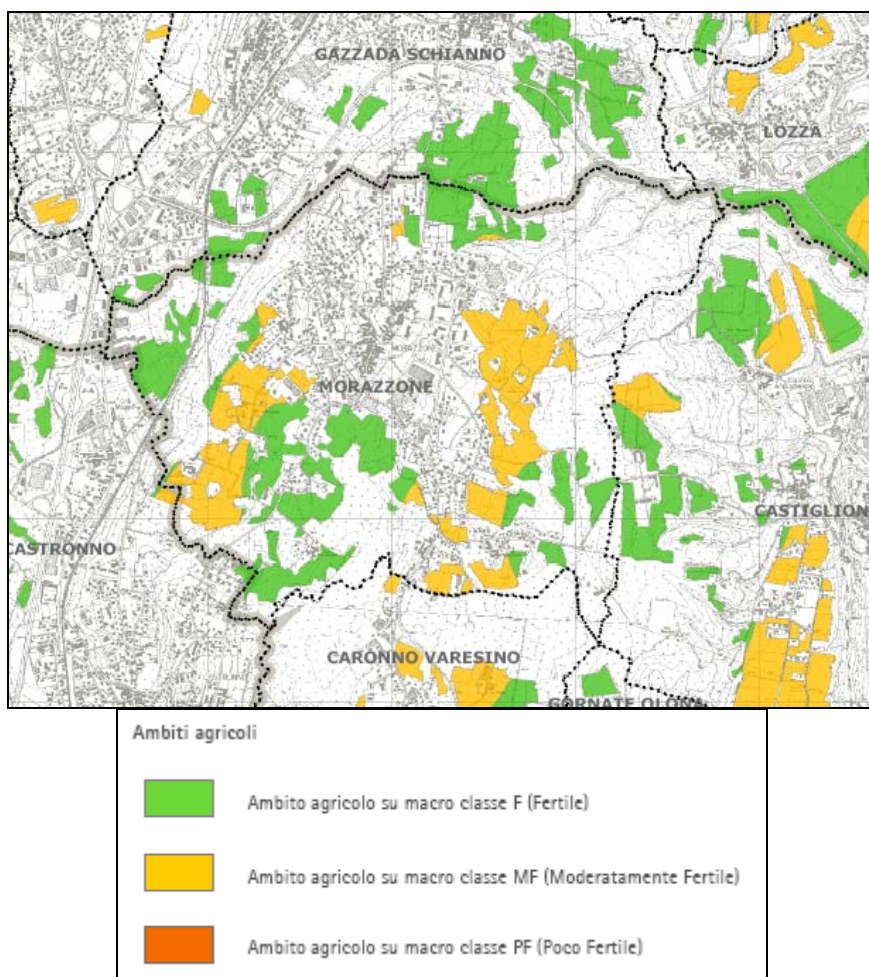 GAZZADA SCHIANNO
LOZZA
MORAZZONE
CASTIGLION
CASTRONNO
CARONNO VARESINO
GORNATE OLONA
Ambiti agricoli
Ambito agricolo su macro classe F (Fertile)
Ambito agricolo su macro classe MF (Moderatamente Fertile)
Ambito agricolo su macro classe PF (Poco Fertile)